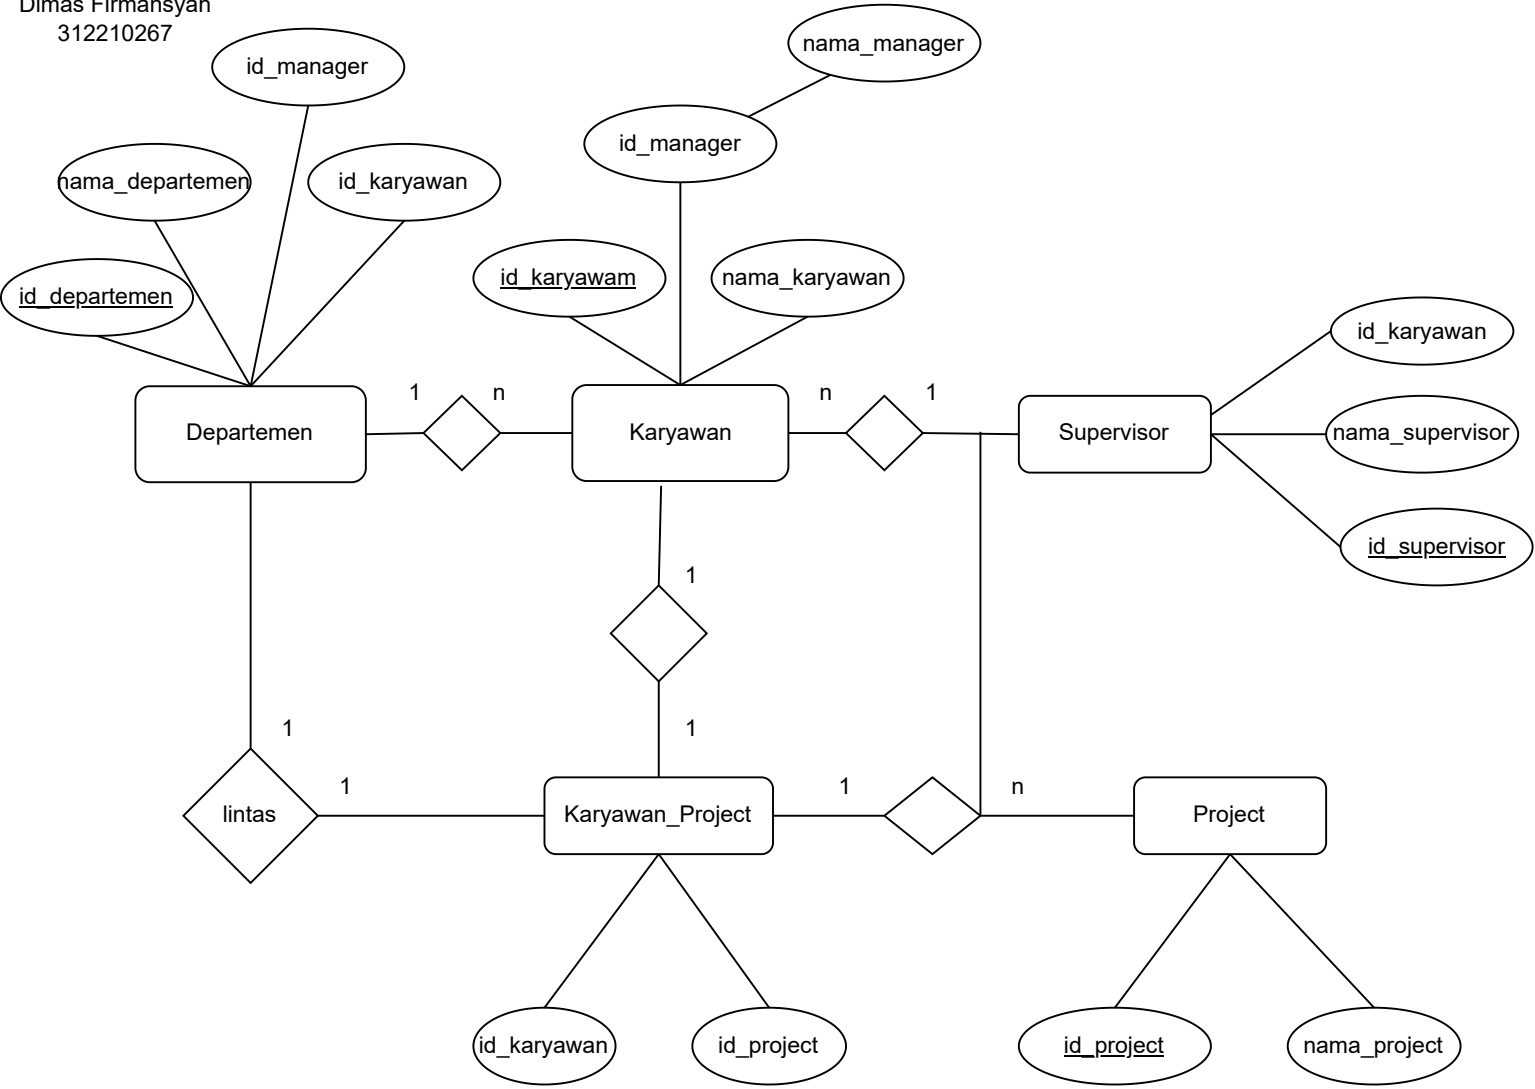 Dimas Firmansyah
312210267
nama_manager
id_manager
id_manager
nama_departemen
id_karyawan
id_karyawam
nama_karyawan
id_departemen
id_karyawan
1
n
n
1
Departemen
Karyawan
Supervisor
nama_supervisor
id_supervisor
1
1
1
1
1
n
lintas
Karyawan_Project
Project
id_karyawan
id_project
id_project
nama_project